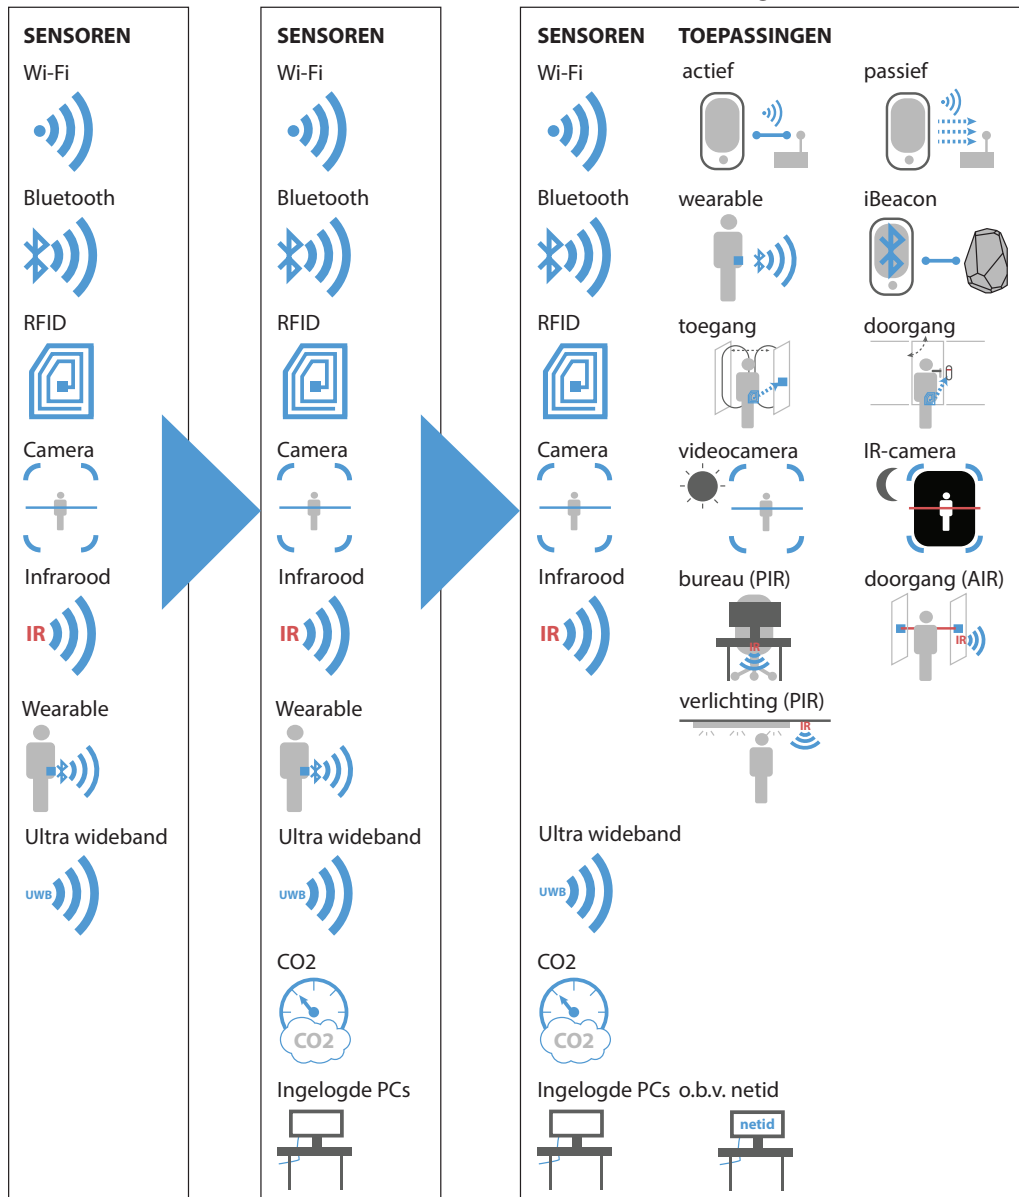 SENSOREN
Wi-Fi
Bluetooth
RFID
Camera
Infrarood
IR
Wearable
Ultra wideband
UWB
SENSOREN
Wi-Fi
Bluetooth
RFID
Camera
Infrarood
IR
Wearable
Ultra wideband
UWB
CO2
CO2
Ingelogde PCs
SENSOREN TOEPASSINGEN
Wi-Fi actief passief
Bluetooth wearable iBeacon
RFID toegang doorgang
Camera videocamera IR-camera
Infrarood bureau (PIR) doorgang (AIR)
IR IR IR
verlichting (PIR)
IR
Ultra wideband
UWB
CO2
CO2
Ingelogde PCs o.b.v. netid
netid